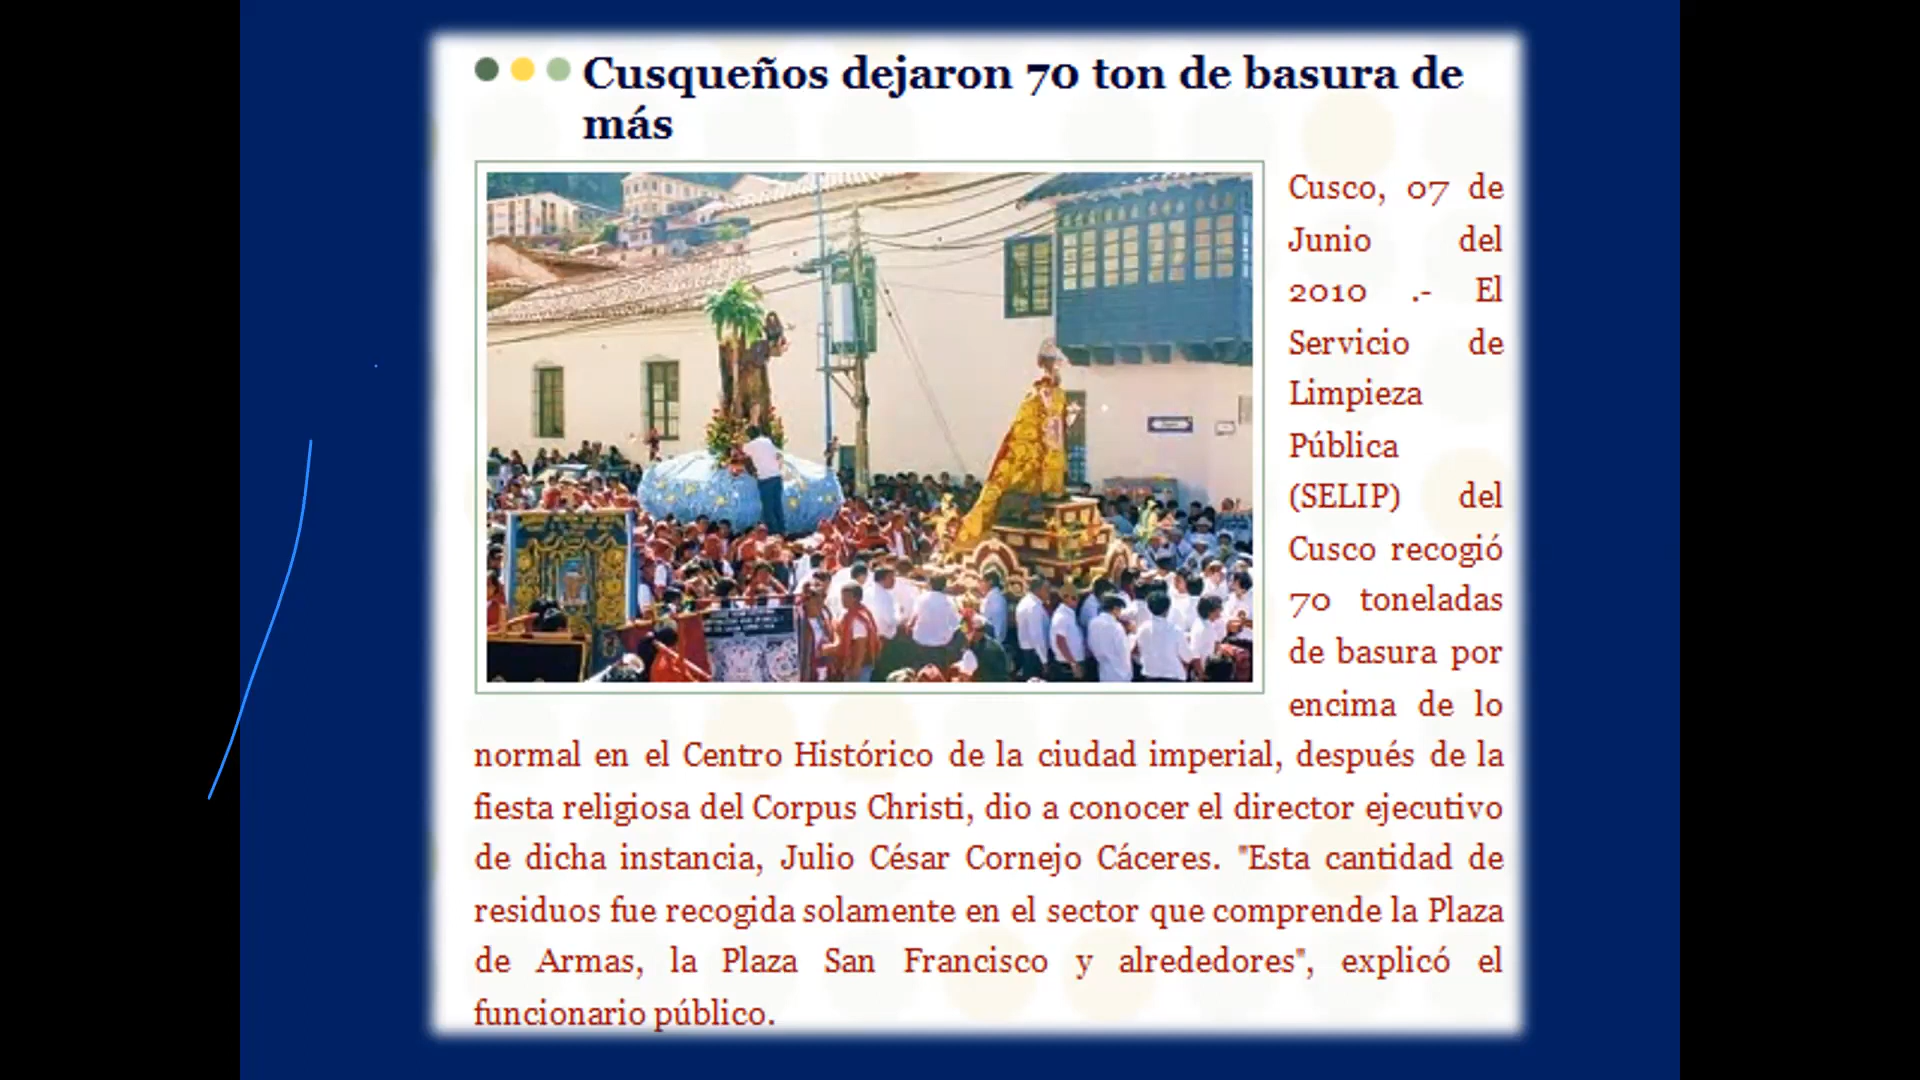 Cusqueños dejaron 70 ton de basura de
más
Cusco, 07 de
Junio del
2010 .- El
Servicio de
Limpieza
Pública
(SELIP) del
Cusco recogió
70 toneladas
de basura por
encima de lo
normal en el Centro Histórico de la ciudad imperial, después de la
fiesta religiosa del Corpus Christi, dio a conocer el director ejecutivo
de dicha instancia, Julio César Cornejo Cáceres. "Esta cantidad de
residuos fue recogida solamente en el sector que comprende la Plaza
de Armas, la Plaza San Francisco y alrededores", explicó el
funcionario público.